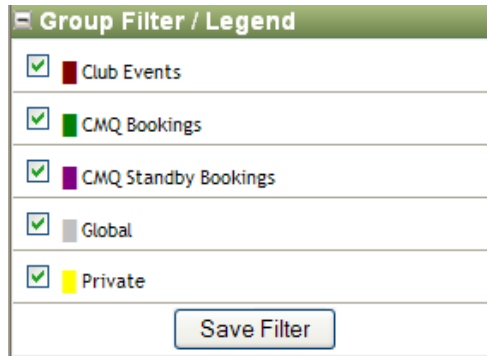 Group Filter / Legend
Club Events
CMQ Bookings
CMQ Standby Bookings
Global
Private
Save Filter